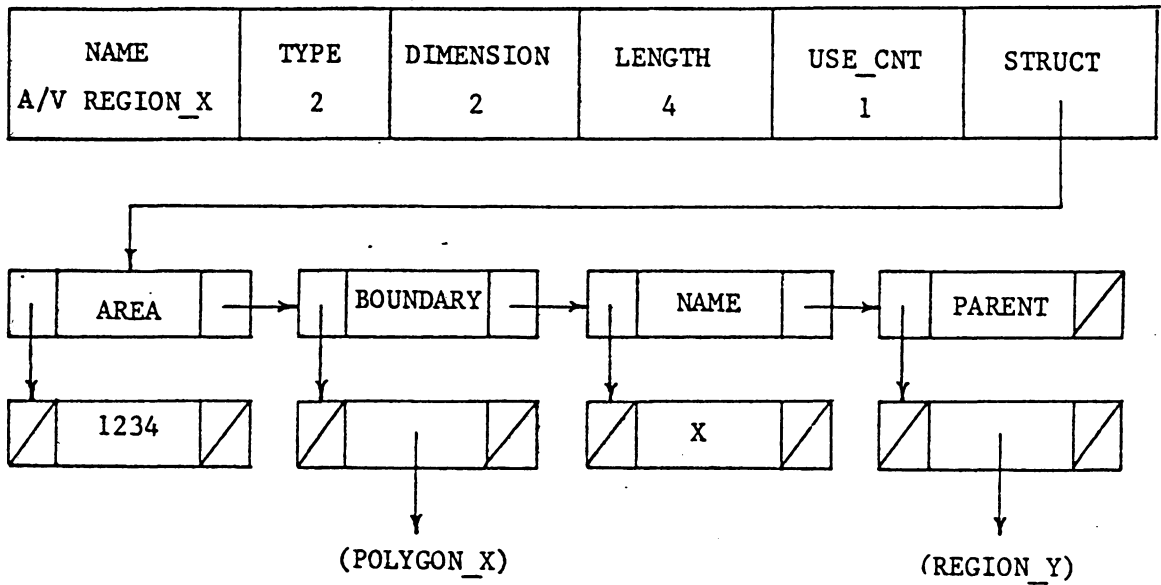 NAME TYPE DIMENSION LENGTH USE_CNT STRUCT
A/V REGION_X 2 2 4 1
AREA BOUNDARY NAME PARENT
1234 X
(POLYGON_X) (REGION_Y)